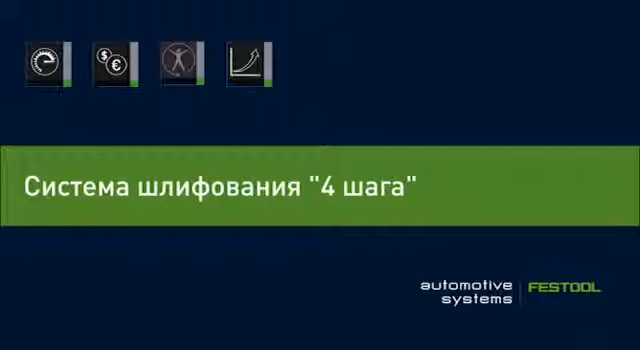 $
€
Система шлифования "4 шага"
automotive FESTOOL
systems